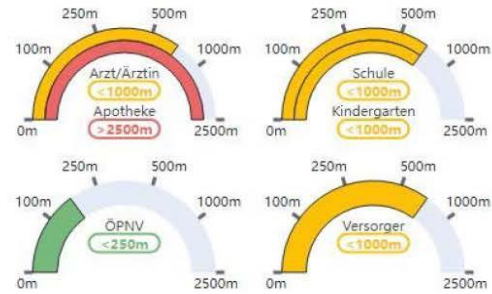 250m 500m
100m 1000m
Arzt/Ärztin
<1000m
Apotheke
>2500m
0m 2500m
250m 500m
100m 1000m
Schule
<1000m
Kindergarten
<1000m
0m 2500m
250m 500m
100m 1000m
ÖPNV
<250m
0m 2500m
250m 500m
100m 1000m
Versorger
<1000m
0m 2500m